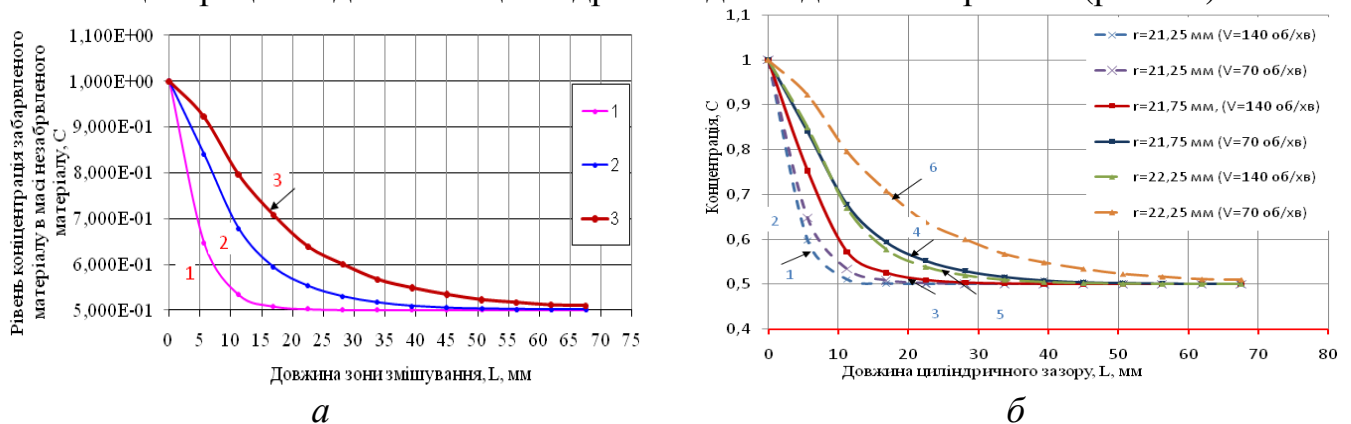 1,100E+00
1,000E+00
9,000E-01
8,000E-01
7,000E-01
6,000E-01
5,000E-01
Рівень коніцентрація забарвленого
матеріалу в масі незабрвленого
матеріалу, С
0 5 10 15 20 25 30 35 40 45 50 55 60 65 70 75
Довжина зони змішування, L, мм
1
2
3
1
2
3
а
1,1
1
0,9
0,8
0,7
0,6
0,5
0,4
Концентрація, С
0 10 20 30 40 50 60 70 80
Довжина циліндричного зазору, L, мм
r=21,25 мм (V=140 об/хв)
r=21,25 мм (V=70 об/хв)
r=21,75 мм, (V=140 об/хв)
r=21,75 мм (V=70 об/хв)
r=22,25 мм (V=140 об/хв)
r=22,25 мм (V=70 об/хв)
2
1
6
4
3
5
б